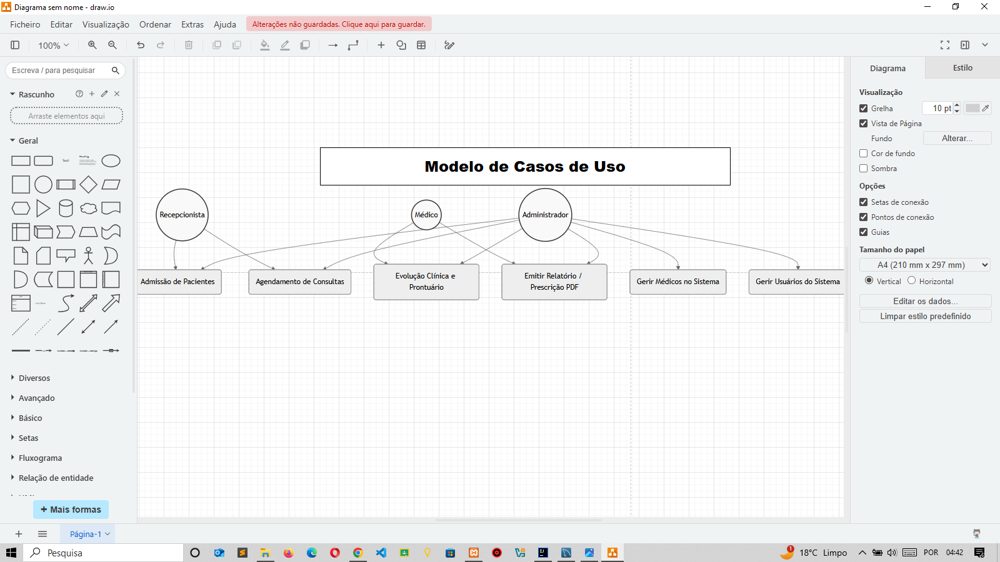 Diagrama sem nome - draw.io
Ficheiro Editar Visualização Ordenar Extras Ajuda Alterações não guardadas. Clique aqui para guardar.
100%
Escreva / para pesquisar
Rascunho
Arraste elementos aqui
Geral
Text
Heading
List Item
Diversos
Avançado
Básico
Setas
Fluxograma
Relação de entidade
+ Mais formas
Modelo de Casos de Uso
Recepcionista
Médico
Administrador
Admissão de Pacientes
Agendamento de Consultas
Evolução Clínica e
Prontuário
Emitir Relatório /
Prescrição PDF
Gerir Médicos no Sistema
Gerir Usuários do Sistema
Diagrama Estilo
Visualização
Grelha 10 pt
Vista de Página
Fundo Alterar...
Cor de fundo
Sombra
Opções
Setas de conexão
Pontos de conexão
Guias
Tamanho do papel
A4 (210 mm x 297 mm)
Vertical Horizontal
Editar os dados...
Limpar estilo predefinido
Página-1
Pesquisa
1
18°C Limpo
POR
04:42